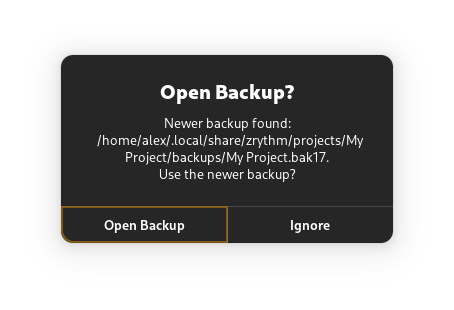 Open Backup?
Newer backup found:
/home/alex/.local/share/zrythm/projects/My
Project/backups/My Project.bak17.
Use the newer backup?
Open Backup
Ignore